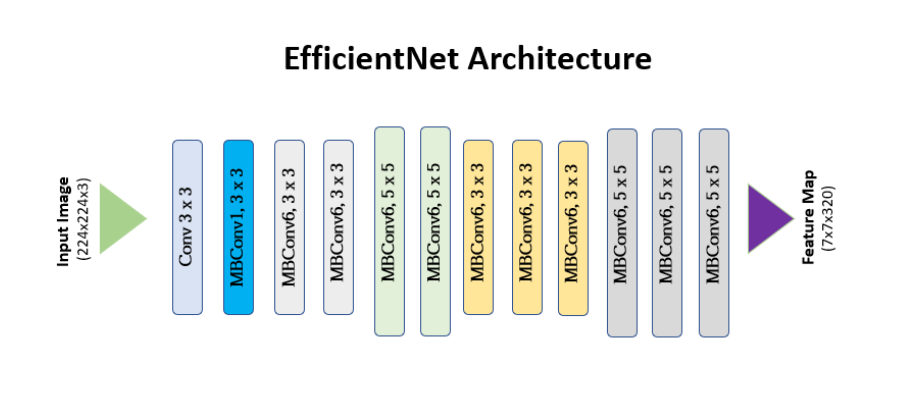 EfficientNet Architecture
Input Image
(224x224x3)
Conv 3 x 3
MBConv1, 3 x 3
MBConv6, 3 x 3
MBConv6, 3 x 3
MBConv6, 5 x 5
MBConv6, 5 x 5
MBConv6, 3 x 3
MBConv6, 3 x 3
MBConv6, 3 x 3
MBConv6, 5 x 5
MBConv6, 5 x 5
MBConv6, 5 x 5
Feature Map
(7x7x320)